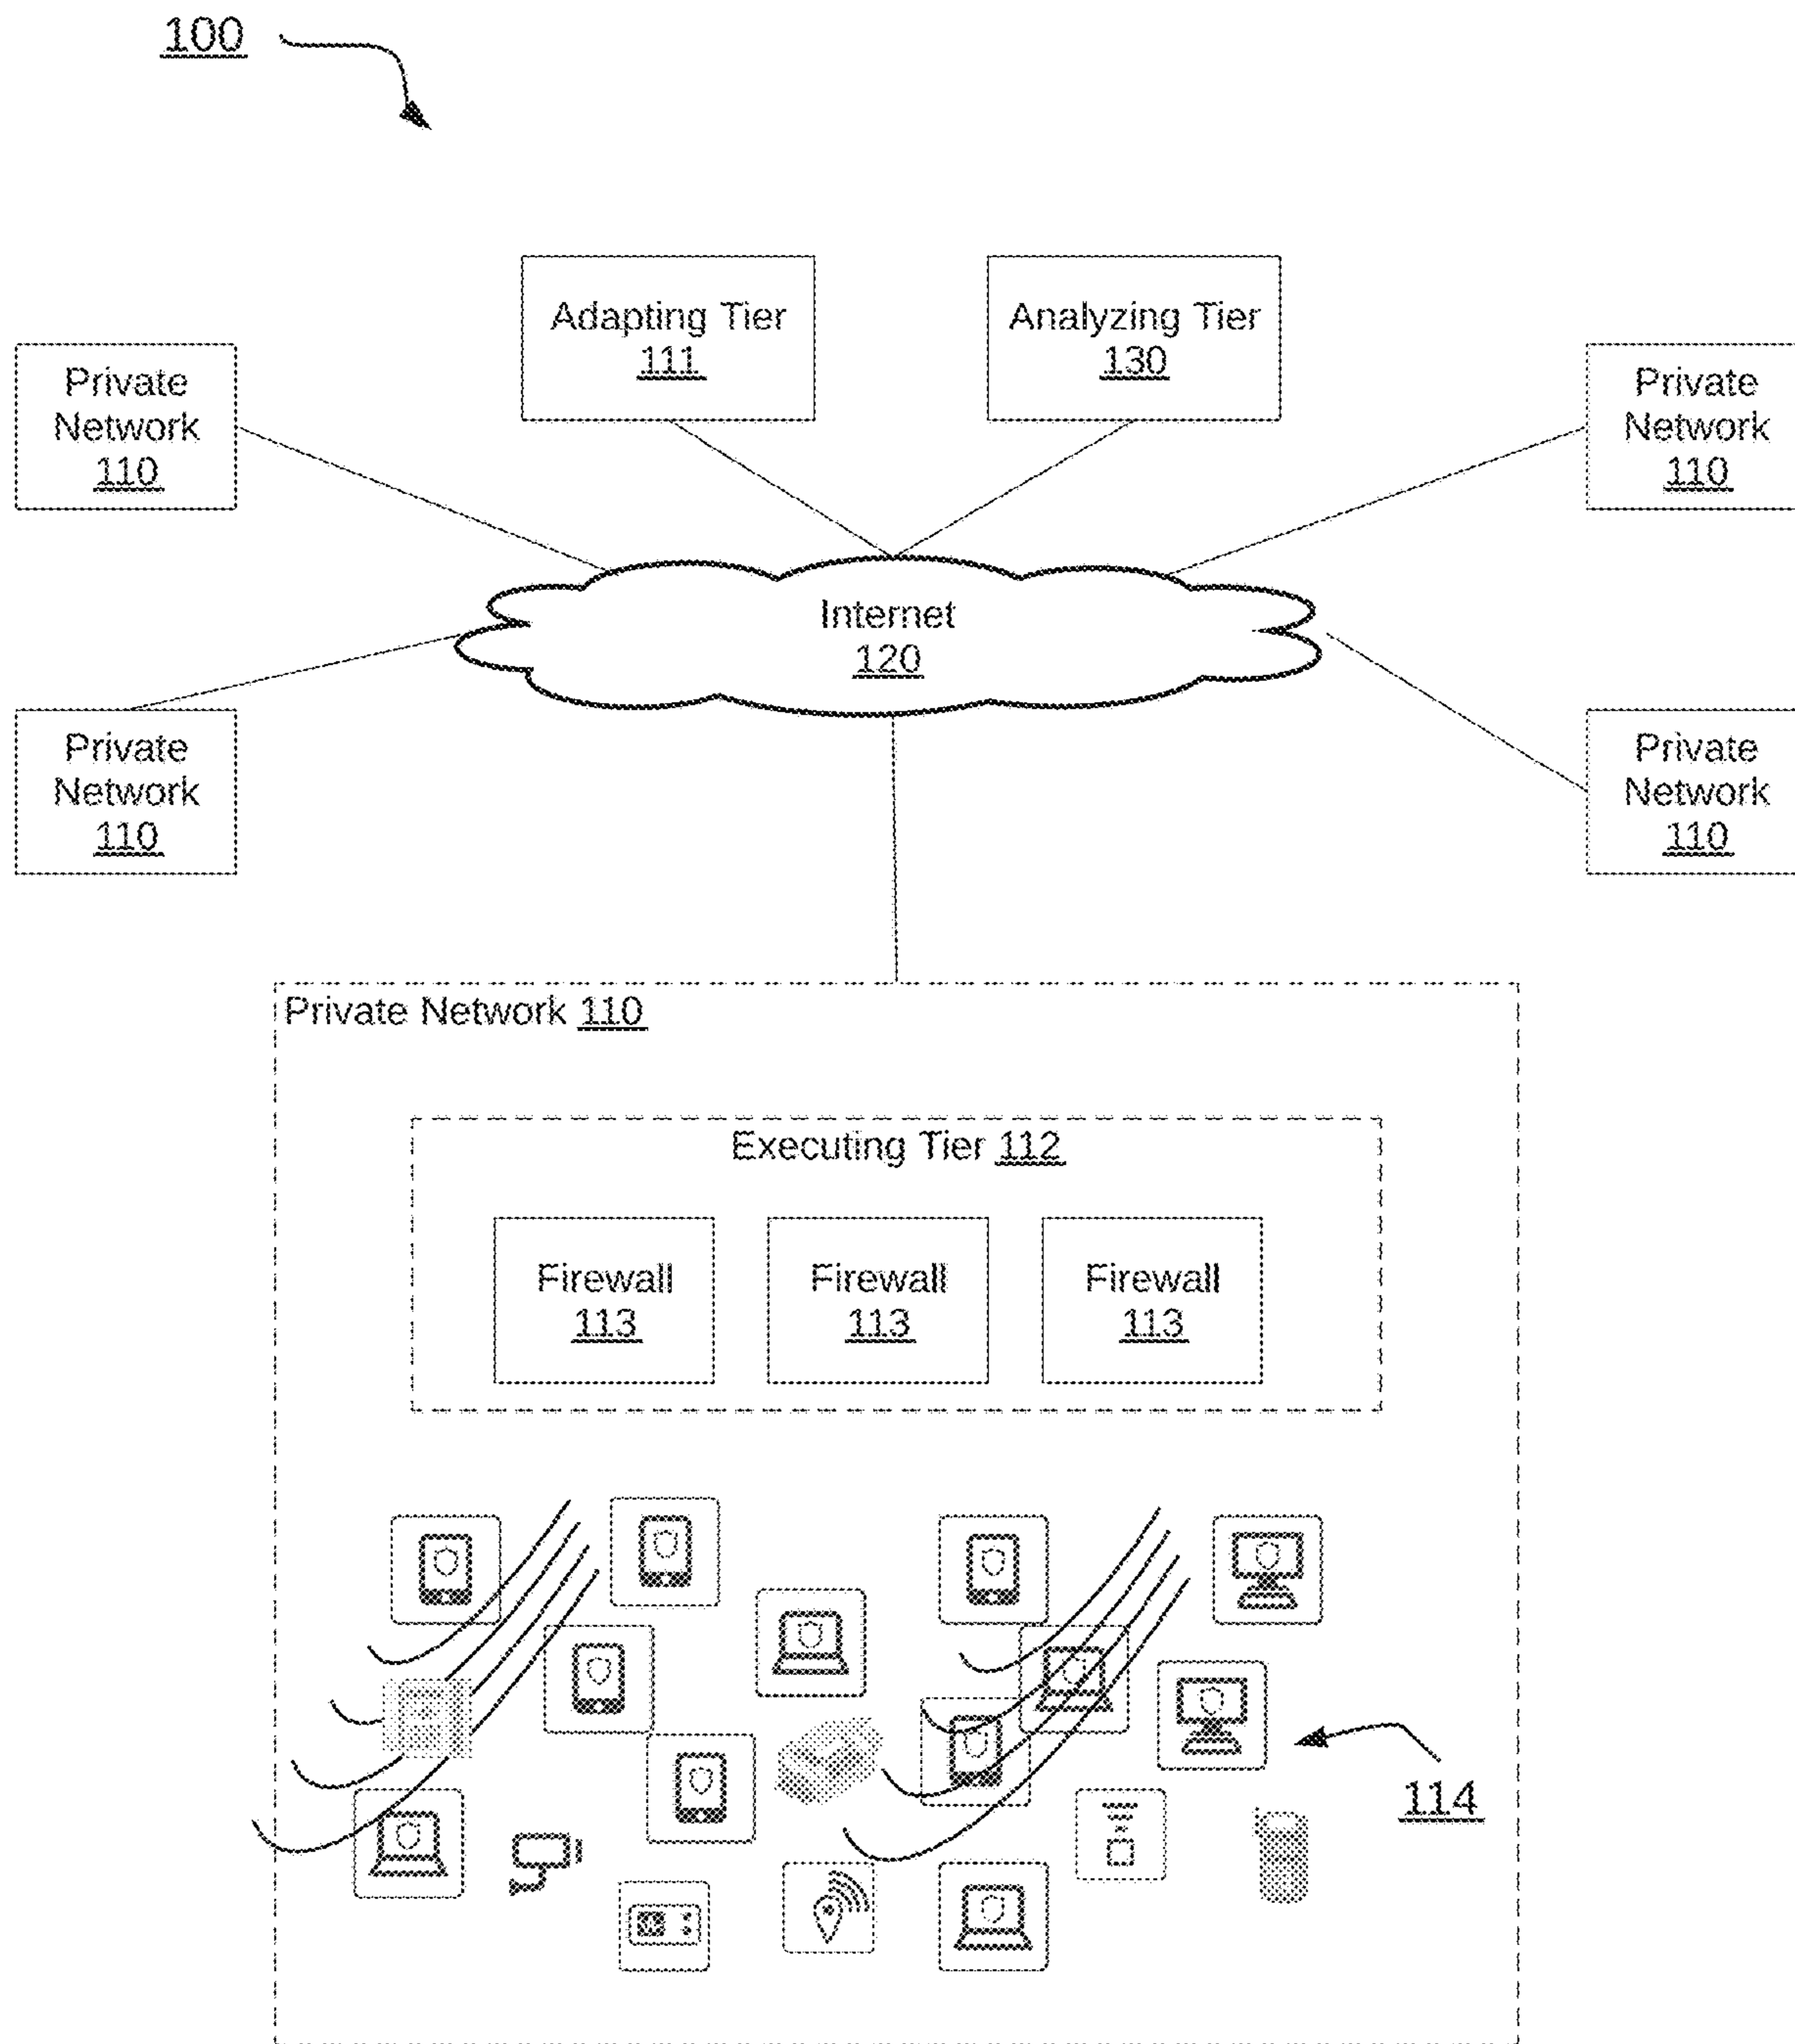 100
Adapting Tier
111
Analyzing Tier
130
Private
Network
110
Private
Network
110
Internet
120
Private
Network
110
Private
Network
110
Private Network 110
Executing Tier 112
Firewall
113
Firewall
113
Firewall
113
114